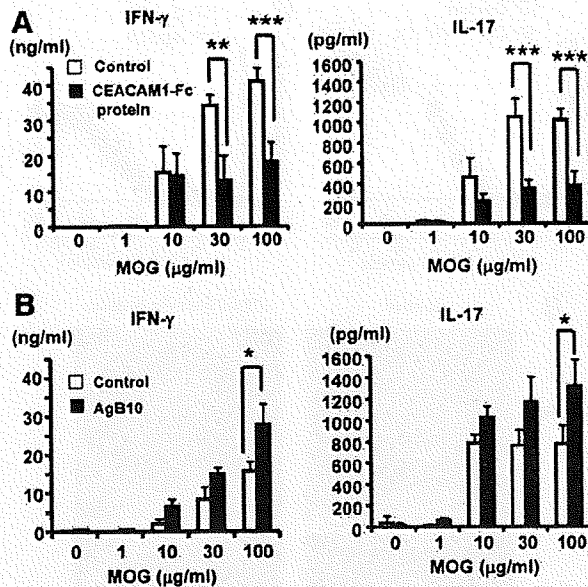 A
IFN-γ
(ng/ml)
40
30
20
10
0
Control
CEACAM1-Fc
protein
**
***
0 1 10 30 100
MOG (μg/ml)
IL-17
(pg/ml)
1600
1400
1200
1000
800
600
400
200
0
***
***
0 1 10 30 100
MOG (μg/ml)
B
IFN-γ
(ng/ml)
40
30
20
10
0
Control
AgB10
*
0 1 10 30 100
MOG (μg/ml)
IL-17
(pg/ml)
1600
1400
1200
1000
800
600
400
200
0
*
0 1 10 30 100
MOG (μg/ml)